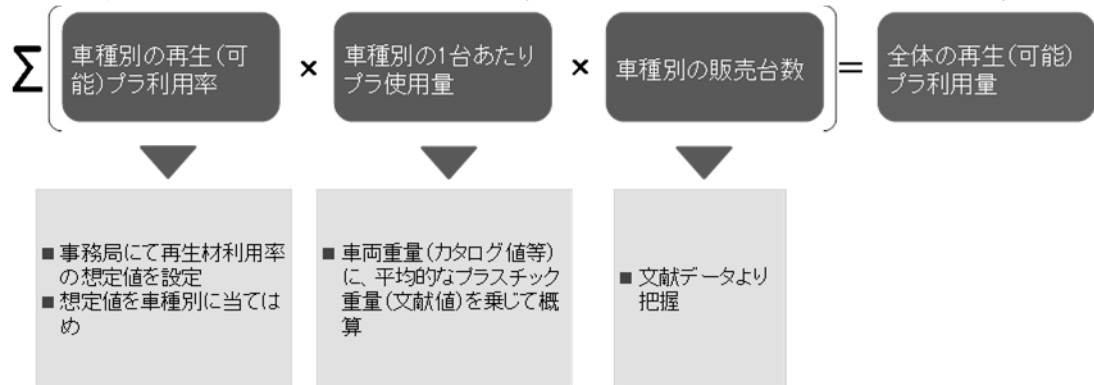 Σ
車種別の再生(可
能)プラ利用率
×
車種別の1台あたり
プラ使用量
×
車種別の販売台数
=
全体の再生(可能)
プラ利用量
■ 事務局にて再生材利用率
の想定値を設定
■ 想定値を車種別に当ては
め
■ 車両重量(カタログ値等)
に、平均的なプラスチック
重量(文献値)を乗じて概
算
■ 文献データより
把握